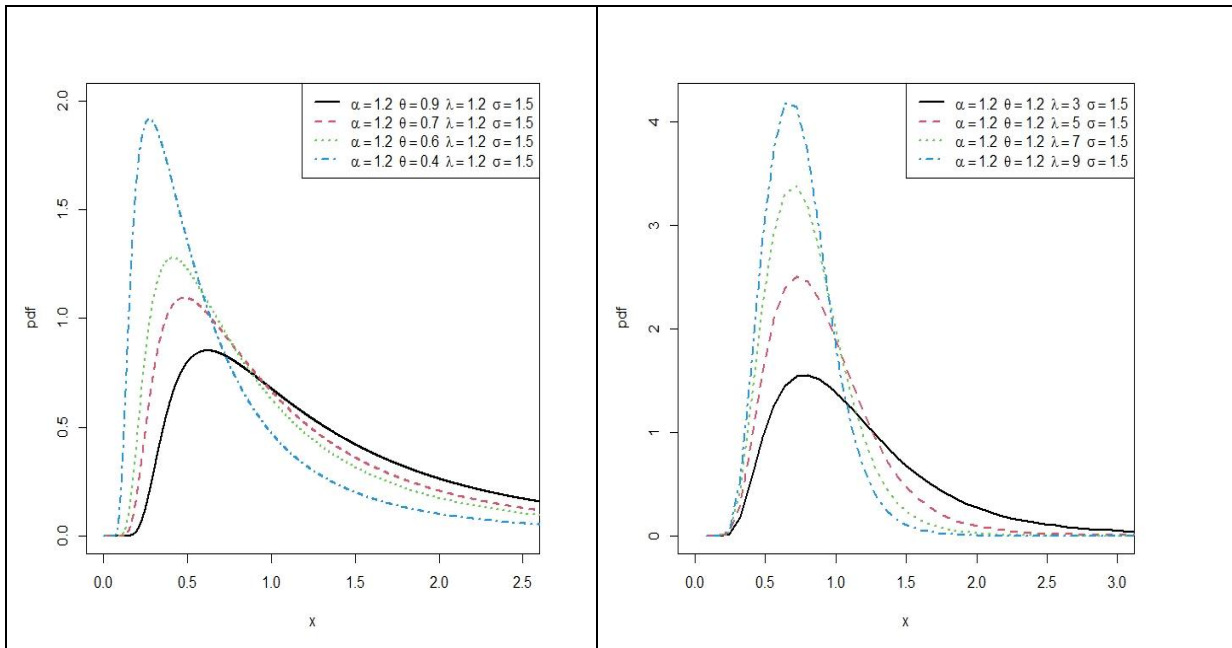 α = 1.2 θ = 0.9 λ = 1.2 σ = 1.5
α = 1.2 θ = 0.7 λ = 1.2 σ = 1.5
α = 1.2 θ = 0.6 λ = 1.2 σ = 1.5
α = 1.2 θ = 0.4 λ = 1.2 σ = 1.5
pdf
2.0
1.5
1.0
0.5
0.0
0.0 0.5 1.0 1.5 2.0 2.5
x
α = 1.2 θ = 1.2 λ = 3 σ = 1.5
α = 1.2 θ = 1.2 λ = 5 σ = 1.5
α = 1.2 θ = 1.2 λ = 7 σ = 1.5
α = 1.2 θ = 1.2 λ = 9 σ = 1.5
pdf
4
3
2
1
0
0.0 0.5 1.0 1.5 2.0 2.5 3.0
x